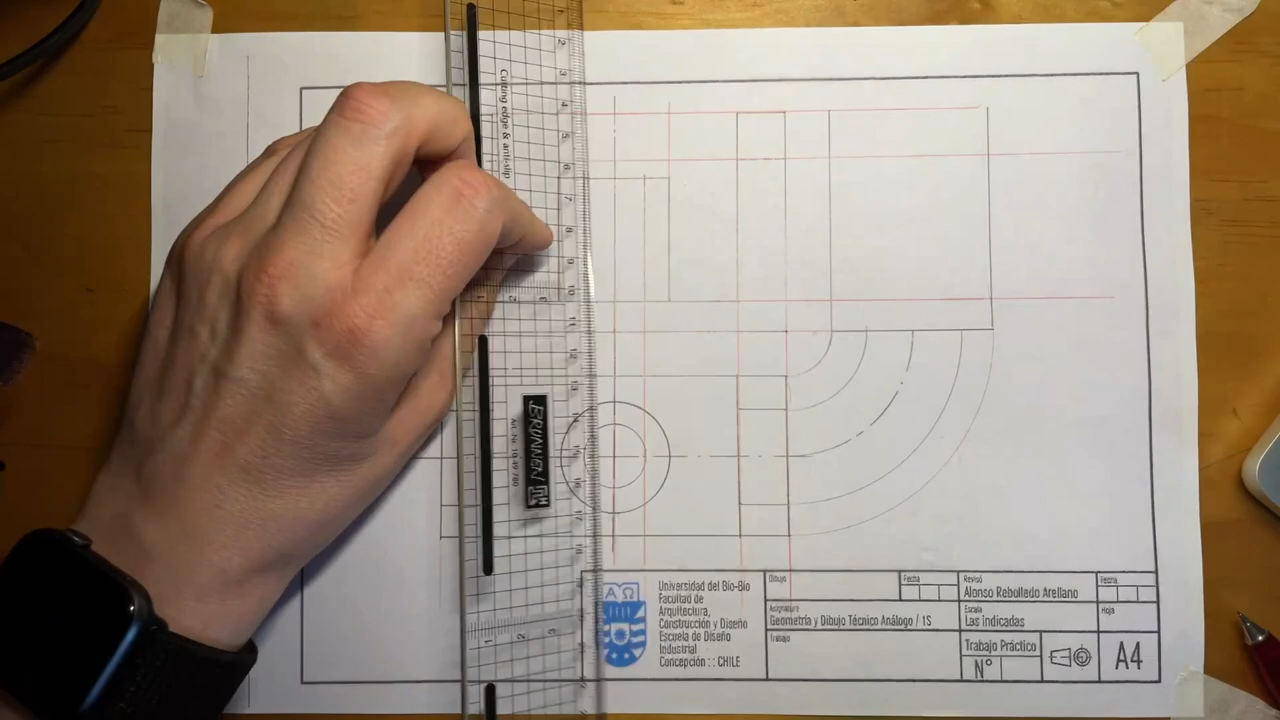 Cutting edge & anti-slip
BRUNNEN
ΑΩ
Universidad del Bío-Bío
Facultad de
Arquitectura,
Construcción y Diseño
Escuela de Diseño
Industrial
Concepción :: CHILE
Dibujo
Fecha
Revisó
Alonso Rebolledo Arellano
Fecha
Asignatura
Geometría y Dibujo Técnico Análogo / 1S
Escala
Las indicadas
Hoja
Trabajo
Trabajo Práctico
N°
A4